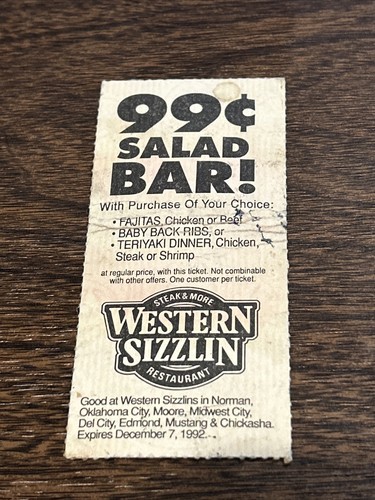 99¢
SALAD
BAR!
With Purchase Of Your Choice:
• FAJITAS, Chicken or Beef
• BABY BACK RIBS, or
• TERIYAKI DINNER, Chicken,
Steak or Shrimp
at regular price, with this ticket. Not combinable
with other offers. One customer per ticket.
STEAK & MORE
WESTERN
SIZZLIN
RESTAURANT
Good at Western Sizzlins in Norman,
Oklahoma City, Moore, Midwest City,
Del City, Edmond, Mustang & Chickasha.
Expires December 7, 1992.